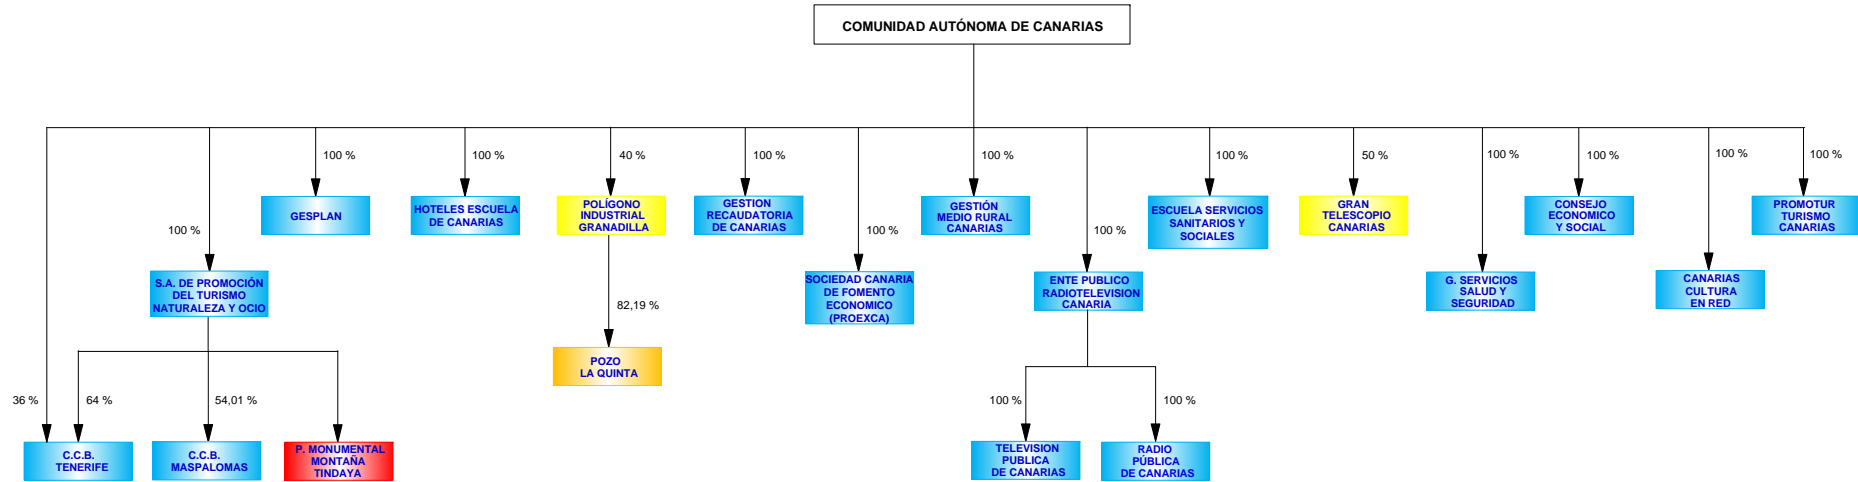 COMUNIDAD AUTÓNOMA DE CANARIAS
100 %
100 %
40 %
100 %
100 %
100 %
50 %
100 %
100 %
100 %
100 %
GESPLAN
HOTELES ESCUELA
DE CANARIAS
POLÍGONO
INDUSTRIAL
GRANADILLA
GESTION
RECAUDATORIA
DE CANARIAS
GESTIÓN
MEDIO RURAL
CANARIAS
ESCUELA SERVICIOS
SANITARIOS Y
SOCIALES
GRAN
TELESCOPIO
CANARIAS
CONSEJO
ECONOMICO
Y SOCIAL
PROMOTUR
TURISMO
CANARIAS
100 %
100 %
100 %
S.A. DE PROMOCIÓN
DEL TURISMO
NATURALEZA Y OCIO
82,19 %
SOCIEDAD CANARIA
DE FOMENTO
ECONOMICO
(PROEXCA)
ENTE PUBLICO
RADIOTELEVISION
CANARIA
G. SERVICIOS
SALUD Y
SEGURIDAD
CANARIAS
CULTURA
EN RED
POZO
LA QUINTA
36 %
64 %
54,01 %
100 %
100 %
C.C.B.
TENERIFE
C.C.B.
MASPALOMAS
P. MONUMENTAL
MONTAÑA
TINDAYA
TELEVISION
PUBLICA
DE CANARIAS
RADIO
PÚBLICA
DE CANARIAS